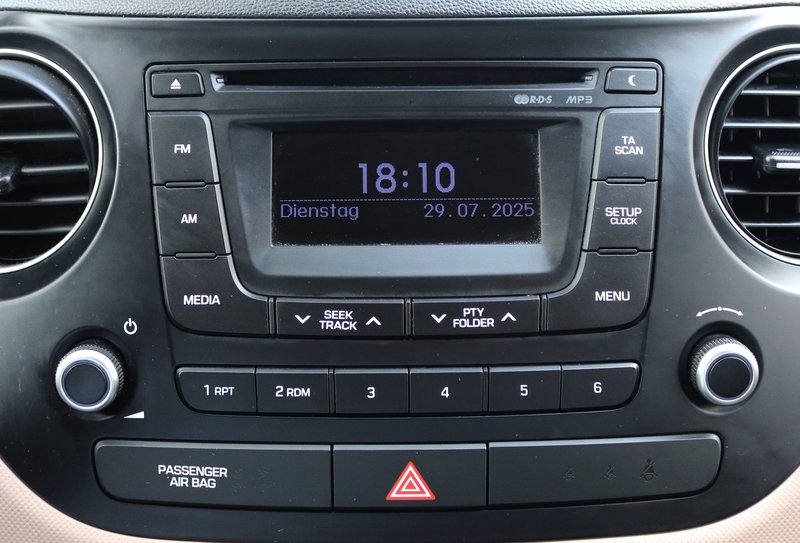 R·D·S MP3
FM
TA
SCAN
18:10
Dienstag 29.07.2025
AM
SETUP
CLOCK
MEDIA
MENU
SEEK
TRACK
PTY
FOLDER
1 RPT
2 RDM
3
4
5
6
PASSENGER
AIR BAG